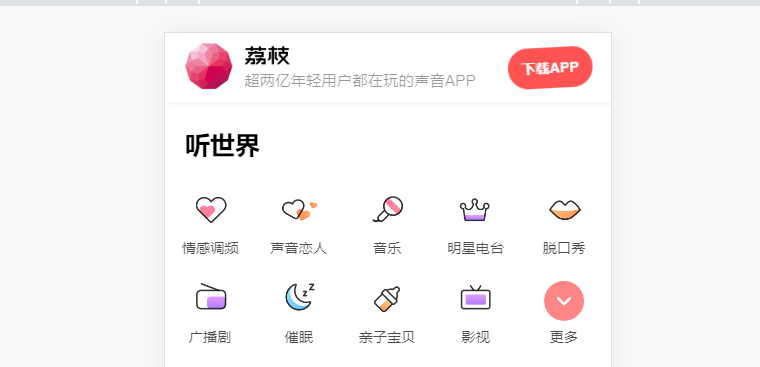 荔枝
超两亿年轻用户都在玩的声音APP
下载APP
听世界
情感调频 声音恋人 音乐 明星电台 脱口秀
广播剧 催眠 亲子宝贝 影视 更多